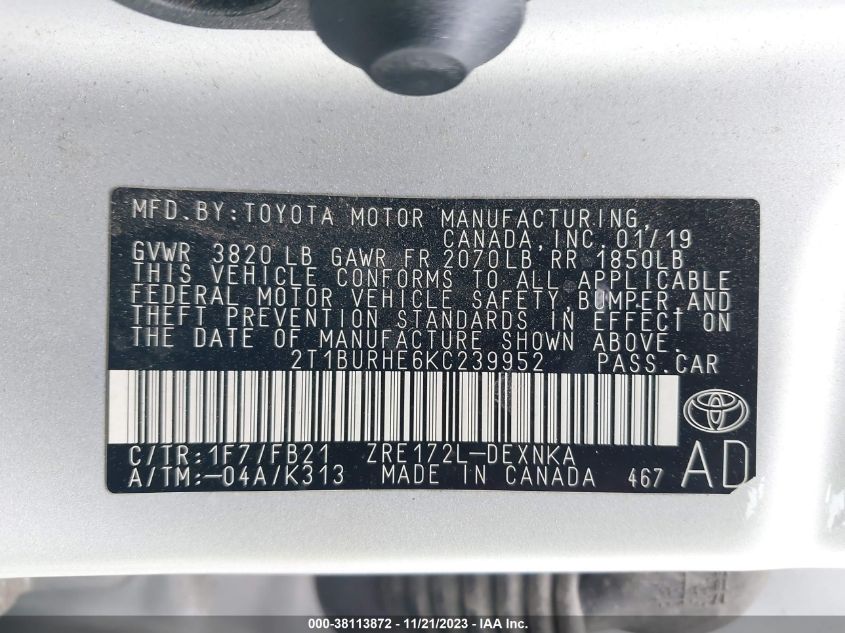 MFD.BY:TOYOTA MOTOR MANUFACTURING,
CANADA,INC.01/19
GVWR 3820 LB GAWR FR 2070LB RR 1850LB
THIS VEHICLE CONFORMS TO ALL APPLICABLE
FEDERAL MOTOR VEHICLE SAFETY,BUMPER,AND
THEFT PREVENTION STANDARDS IN EFFECT ON
THE DATE OF MANUFACTURE SHOWN ABOVE.
2T1BURHE6KC239952 PASS.CAR
C/TR:1F7/FB21 ZRE172L-DEXNKA
A/TM:-04A/K313 MADE IN CANADA 467 AD
000-38113872 - 11/21/2023 - IAA Inc.